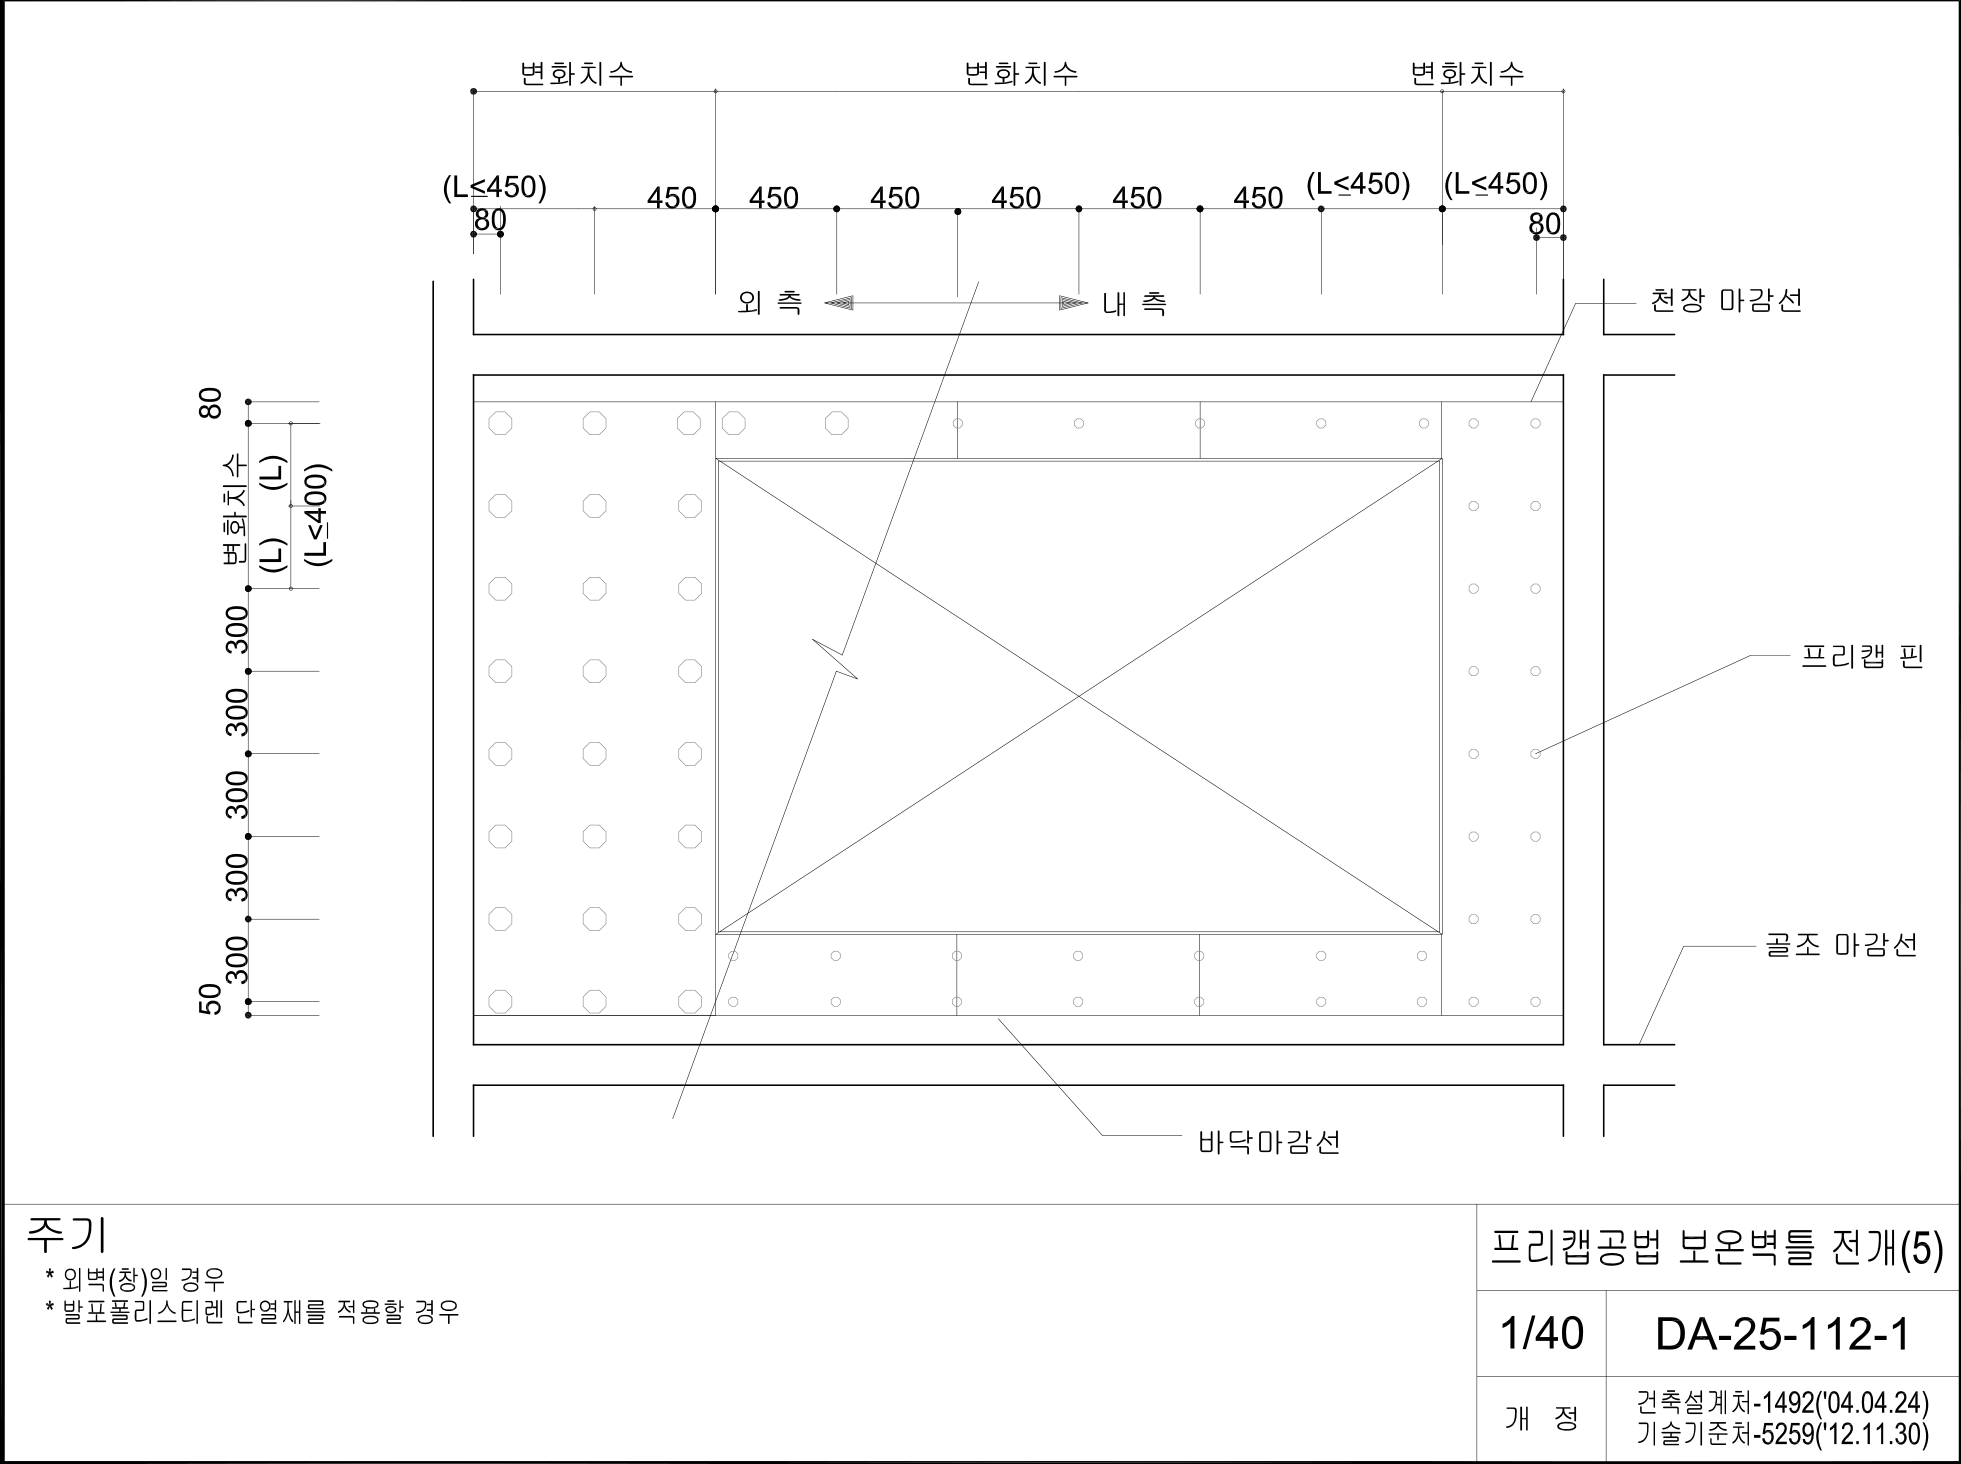 변화치수 변화치수 변화치수
(L≤450) 450 450 450 450 450 450 (L≤450) (L≤450)
80 80
외 측 내 측
천장 마감선
80
변화치수
(L) (L)
(L≤400)
300
300
300
300
300
50
프리캡 핀
골조 마감선
바닥마감선
주기
* 외벽(창)일 경우
* 발포폴리스티렌 단열재를 적용할 경우
프리캡공법 보온벽틀 전개(5)
1/40 DA-25-112-1
개 정
건축설계처-1492('04.04.24)
기술기준처-5259('12.11.30)